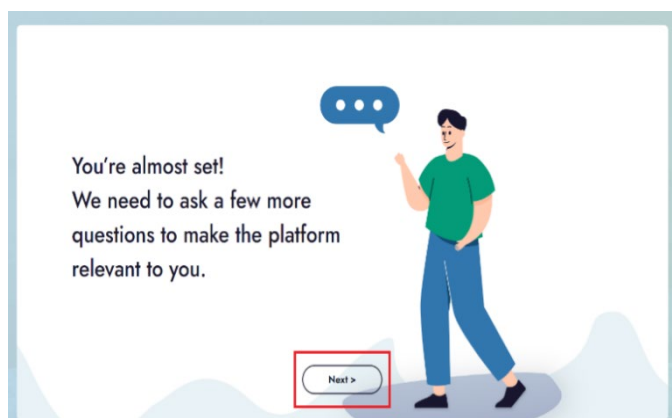 You’re almost set!
We need to ask a few more
questions to make the platform
relevant to you.
Next >